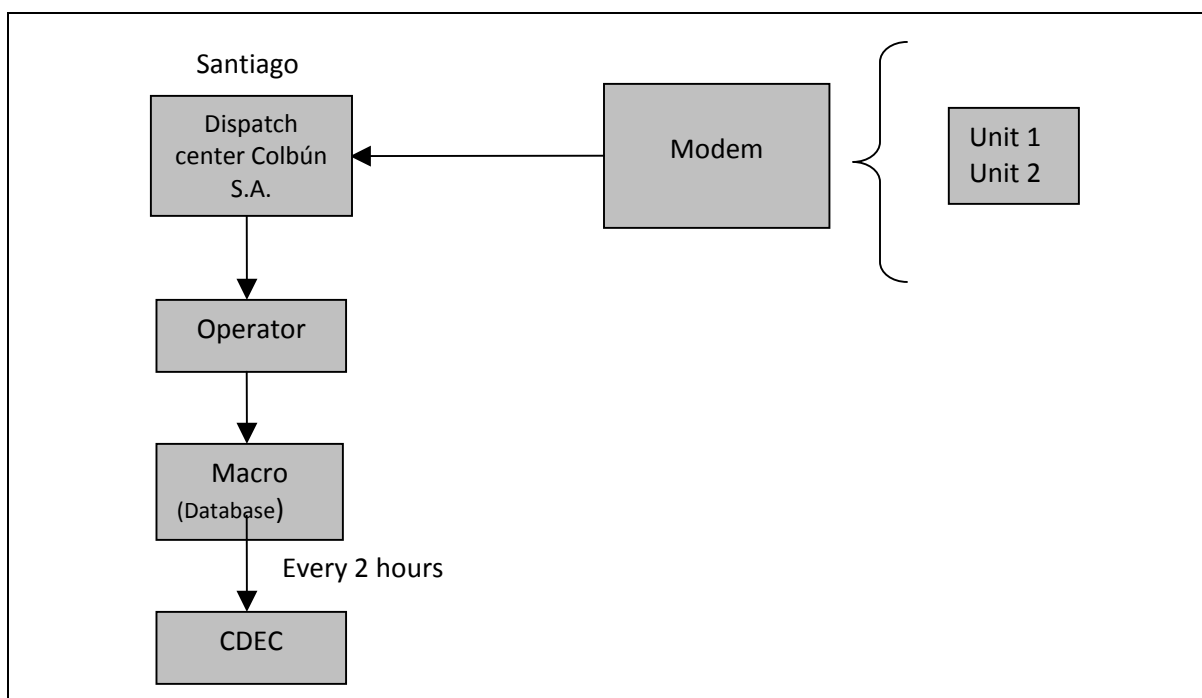 Santiago
Dispatch
center Colbún
S.A.
Modem
Unit 1
Unit 2
Operator
Macro
(Database)
Every 2 hours
CDEC